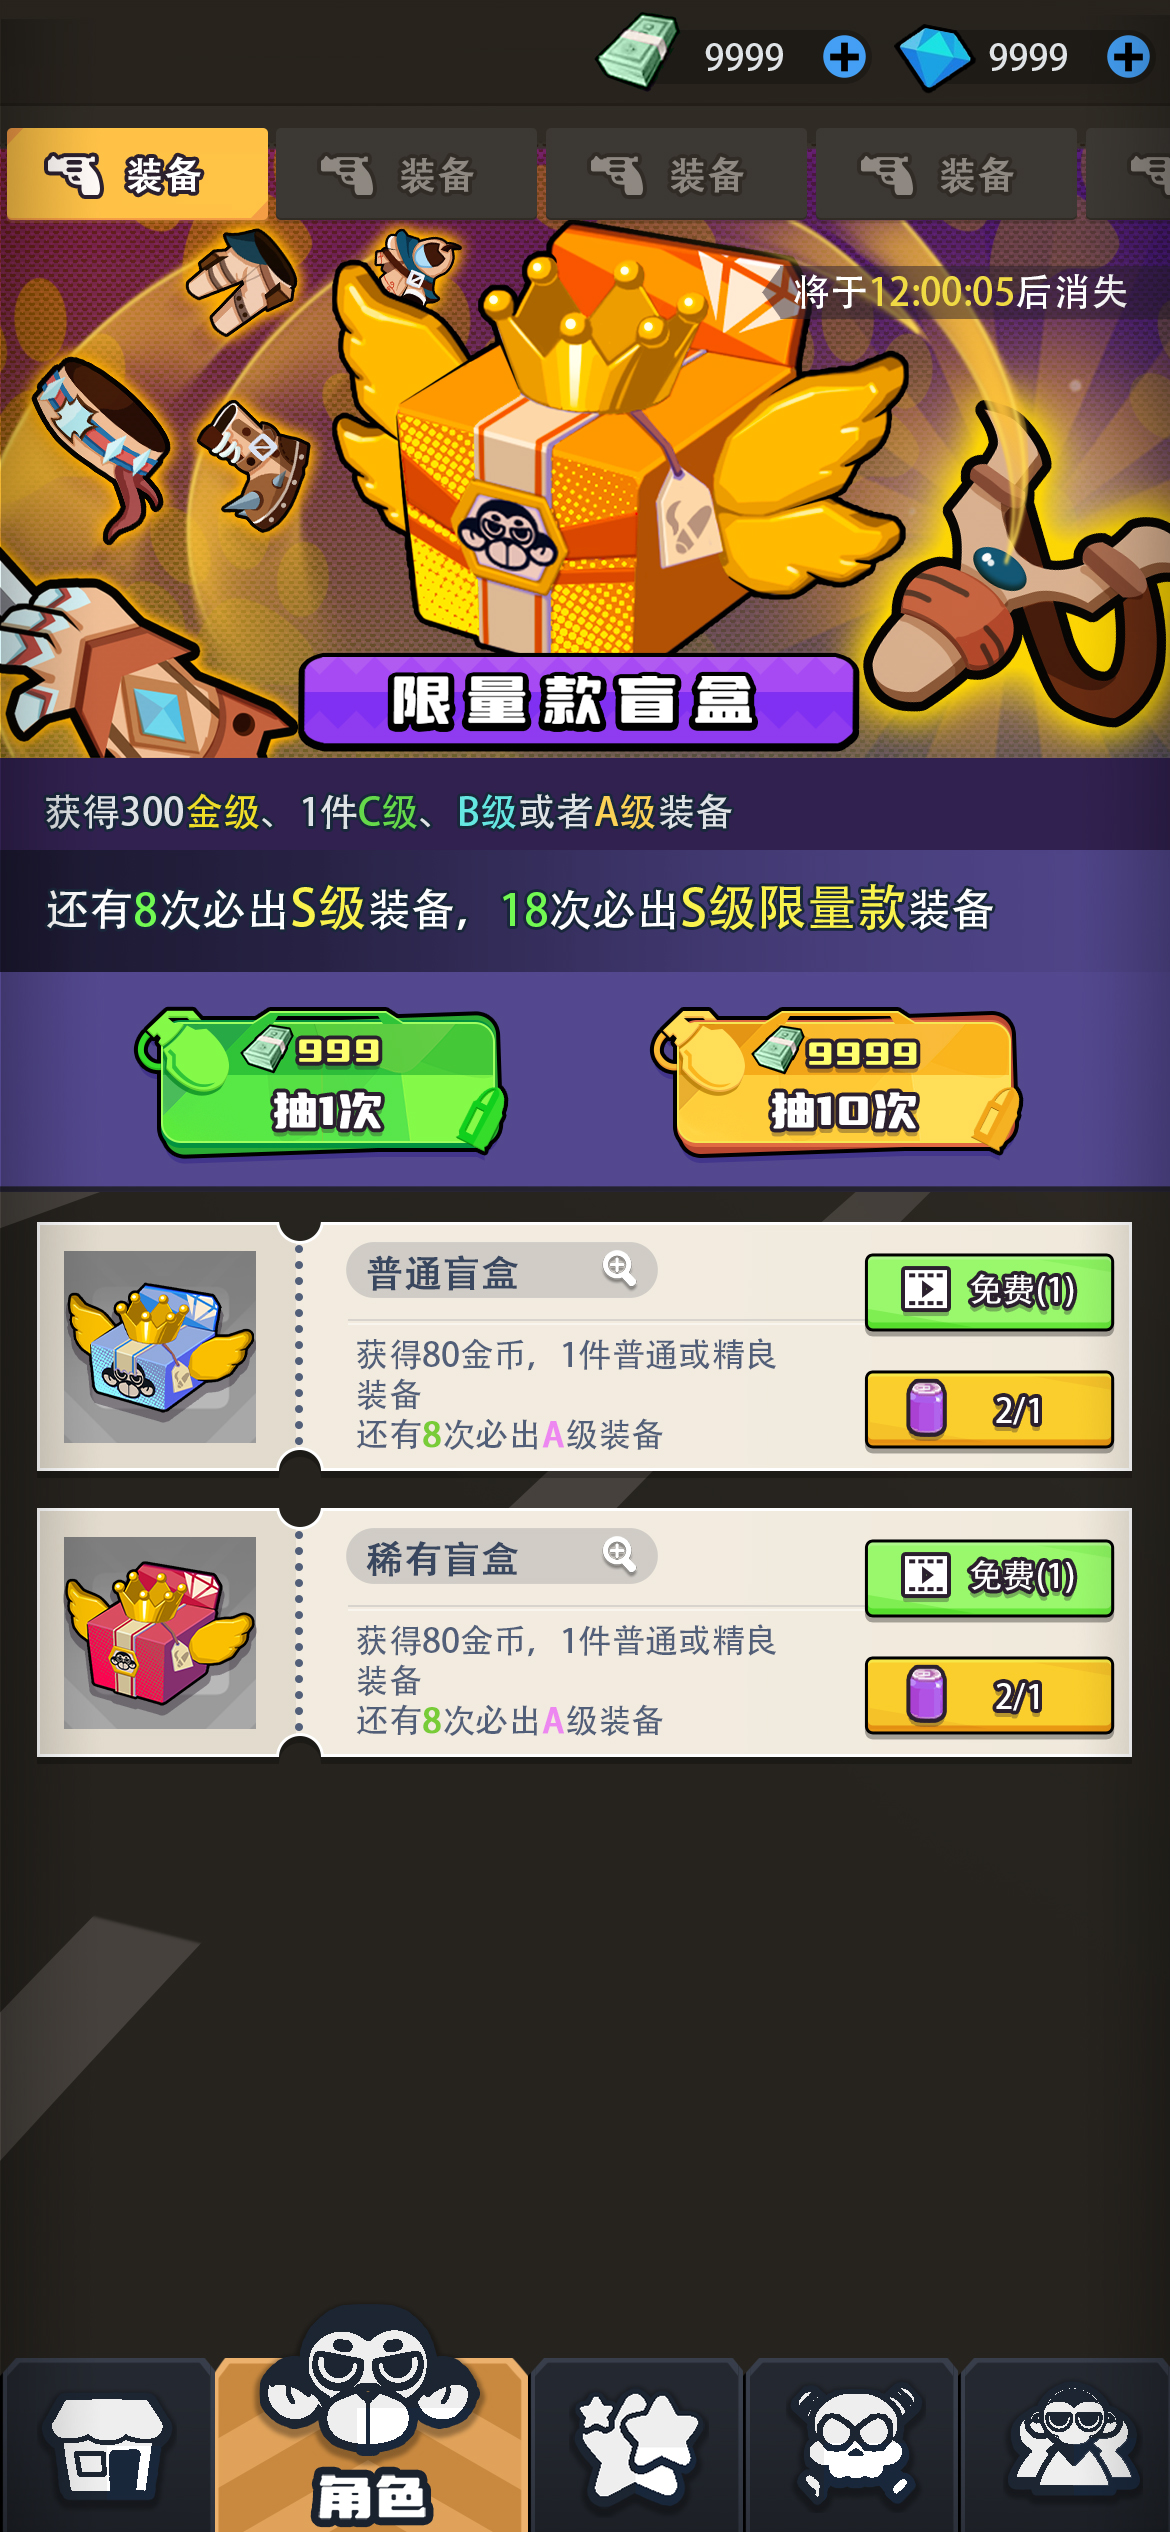 9999 9999
装备 装备 装备 装备
将于12:00:05后消失
限量款盲盒
获得300金级、1件C级、B级或者A级装备
还有8次必出S级装备，18次必出S级限量款装备
999
抽1次
9999
抽10次
普通盲盒
获得80金币，1件普通或精良
装备
还有8次必出A级装备
免费(1)
2/1
稀有盲盒
获得80金币，1件普通或精良
装备
还有8次必出A级装备
免费(1)
2/1
角色